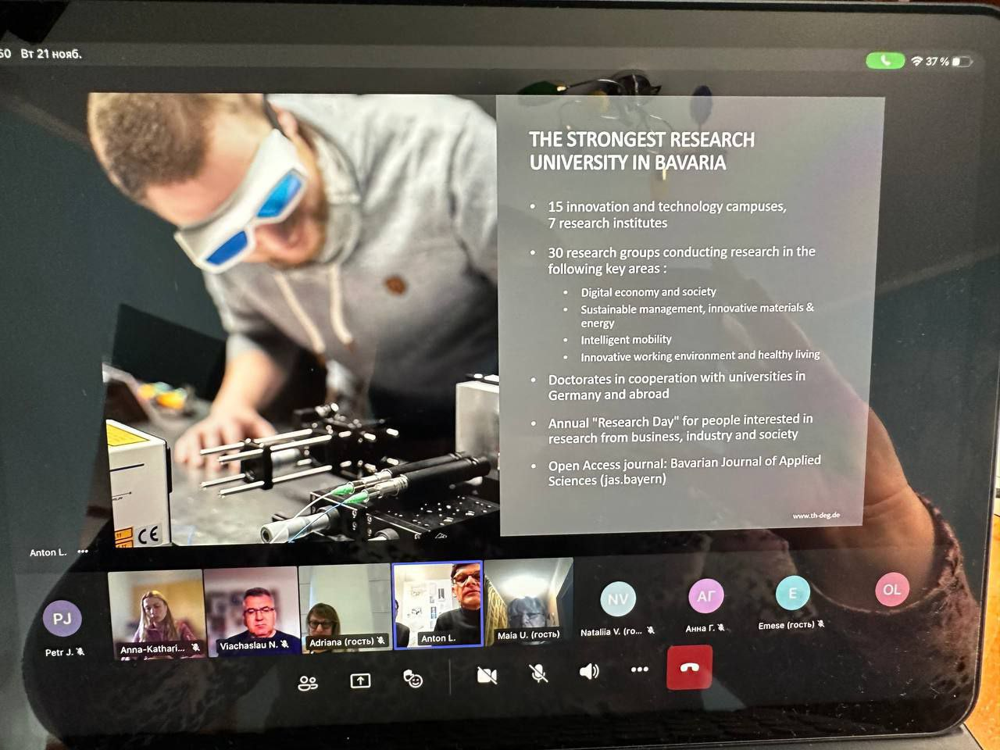 50 Вт 21 нояб.
37 %
THE STRONGEST RESEARCH
UNIVERSITY IN BAVARIA
• 15 innovation and technology campuses,
7 research institutes
• 30 research groups conducting research in the
following key areas :
• Digital economy and society
• Sustainable management, innovative materials &
energy
• Intelligent mobility
• Innovative working environment and healthy living
• Doctorates in cooperation with universities in
Germany and abroad
• Annual "Research Day" for people interested in
research from business, industry and society
• Open Access journal: Bavarian Journal of Applied
Sciences (jas.bayern)
www.th-deg.de
CE
Anton L. •••
PJ
NV
АГ
E
OL
Petr J.
Anna-Kathari...
Viachaslau N.
Adriana (гость)
Anton L.
Maia U. (гость)
Nataliia V. (го...
Анна Г.
Emese (гость)